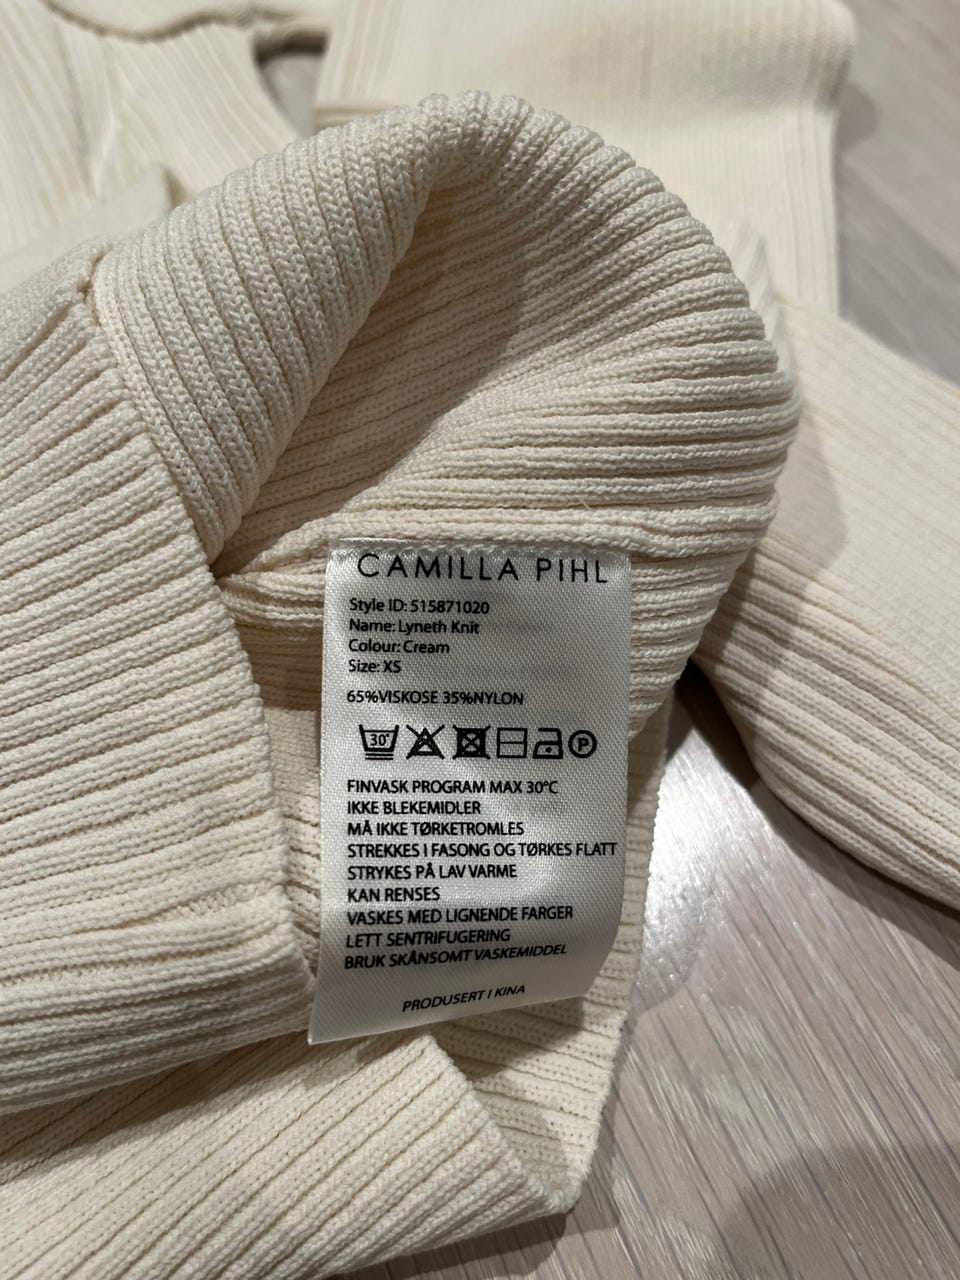 CAMILLA PIHL
Style ID: 515871020
Name: Lyneth Knit
Colour: Cream
Size: XS
65%VISKOSE 35%NYLON
30° P
FINVASK PROGRAM MAX 30°C
IKKE BLEKEMIDLER
MÅ IKKE TØRKETROMLES
STREKKES I FASONG OG TØRKES FLATT
STRYKES PÅ LAV VARME
KAN RENSES
VASKES MED LIGNENDE FARGER
LETT SENTRIFUGERING
BRUK SKÅNSOMT VASKEMIDDEL
PRODUSERT I KINA